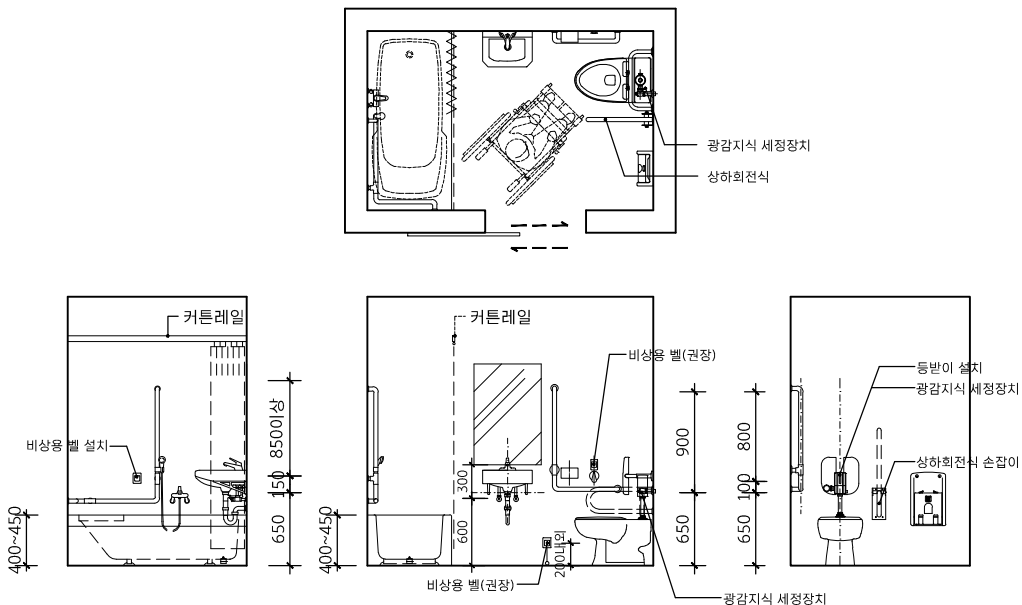 광감지식 세정장치
상하회전식
커튼레일
커튼레일
비상용 벨(권장)
등받이 설치
광감지식 세정장치
850이상
900
800
비상용 벨 설치
상하회전식 손잡이
150
300
100
400~450
650
400~450
600
650
650
200내외
비상용 벨(권장)
광감지식 세정장치